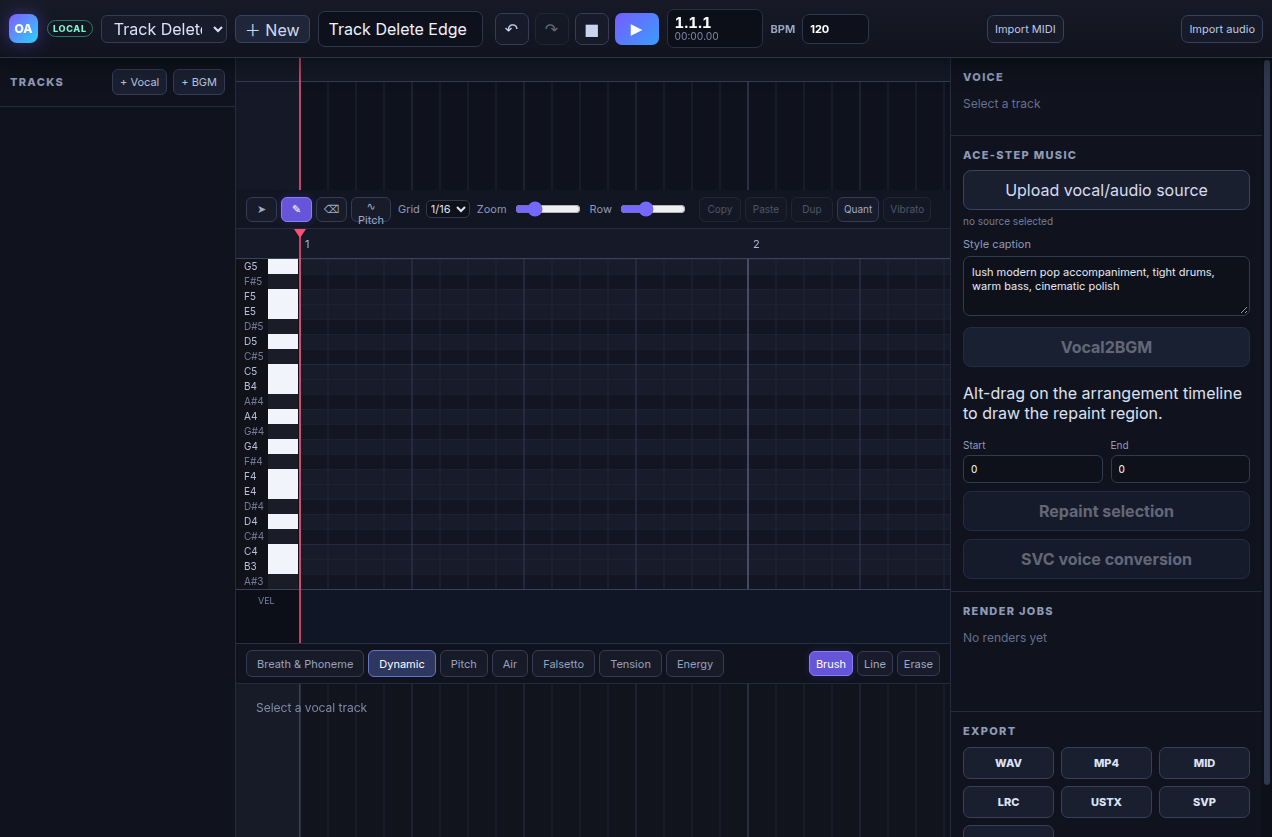 OA
LOCAL
Track Delet
+ New
Track Delete Edge
1.1.1
00:00.00
BPM
120
Import MIDI
Import audio
TRACKS
+ Vocal
+ BGM
Pitch
Grid
1/16
Zoom
Row
Copy
Paste
Dup
Quant
Vibrato
1
2
G5
F#5
F5
E5
D#5
D5
C#5
C5
B4
A#4
A4
G#4
G4
F#4
F4
E4
D#4
D4
C#4
C4
B3
A#3
VEL
Breath & Phoneme
Dynamic
Pitch
Air
Falsetto
Tension
Energy
Brush
Line
Erase
Select a vocal track
VOICE
Select a track
ACE-STEP MUSIC
Upload vocal/audio source
no source selected
Style caption
lush modern pop accompaniment, tight drums,
warm bass, cinematic polish
Vocal2BGM
Alt-drag on the arrangement timeline
to draw the repaint region.
Start
End
0
0
Repaint selection
SVC voice conversion
RENDER JOBS
No renders yet
EXPORT
WAV
MP4
MID
LRC
USTX
SVP